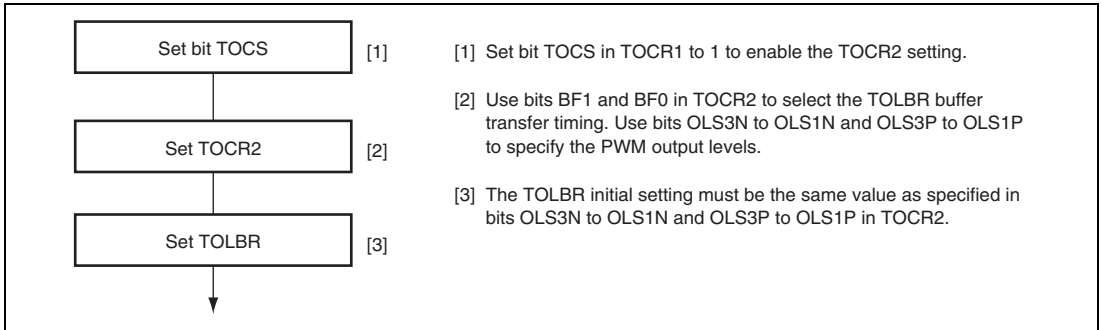 Set bit TOCS
[1]
[1] Set bit TOCS in TOCR1 to 1 to enable the TOCR2 setting.
Set TOCR2
[2]
[2] Use bits BF1 and BF0 in TOCR2 to select the TOLBR buffer
transfer timing. Use bits OLS3N to OLS1N and OLS3P to OLS1P
to specify the PWM output levels.
Set TOLBR
[3]
[3] The TOLBR initial setting must be the same value as specified in
bits OLS3N to OLS1N and OLS3P to OLS1P in TOCR2.